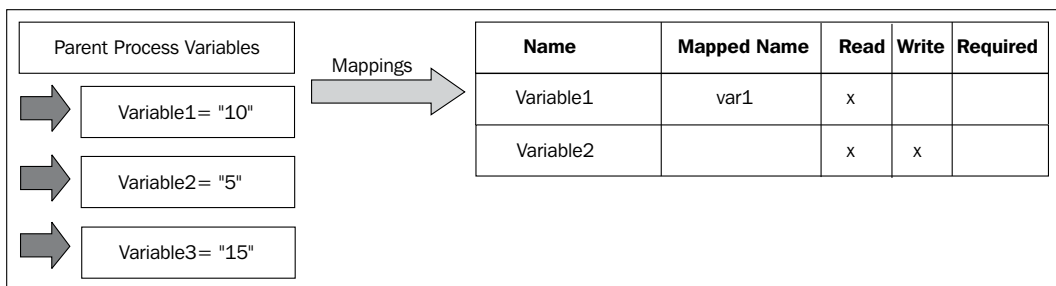 Parent Process Variables
Variable1= "10"
Variable2= "5"
Variable3= "15"
Mappings
Name Mapped Name Read Write Required
Variable1 var1 x
Variable2 x x